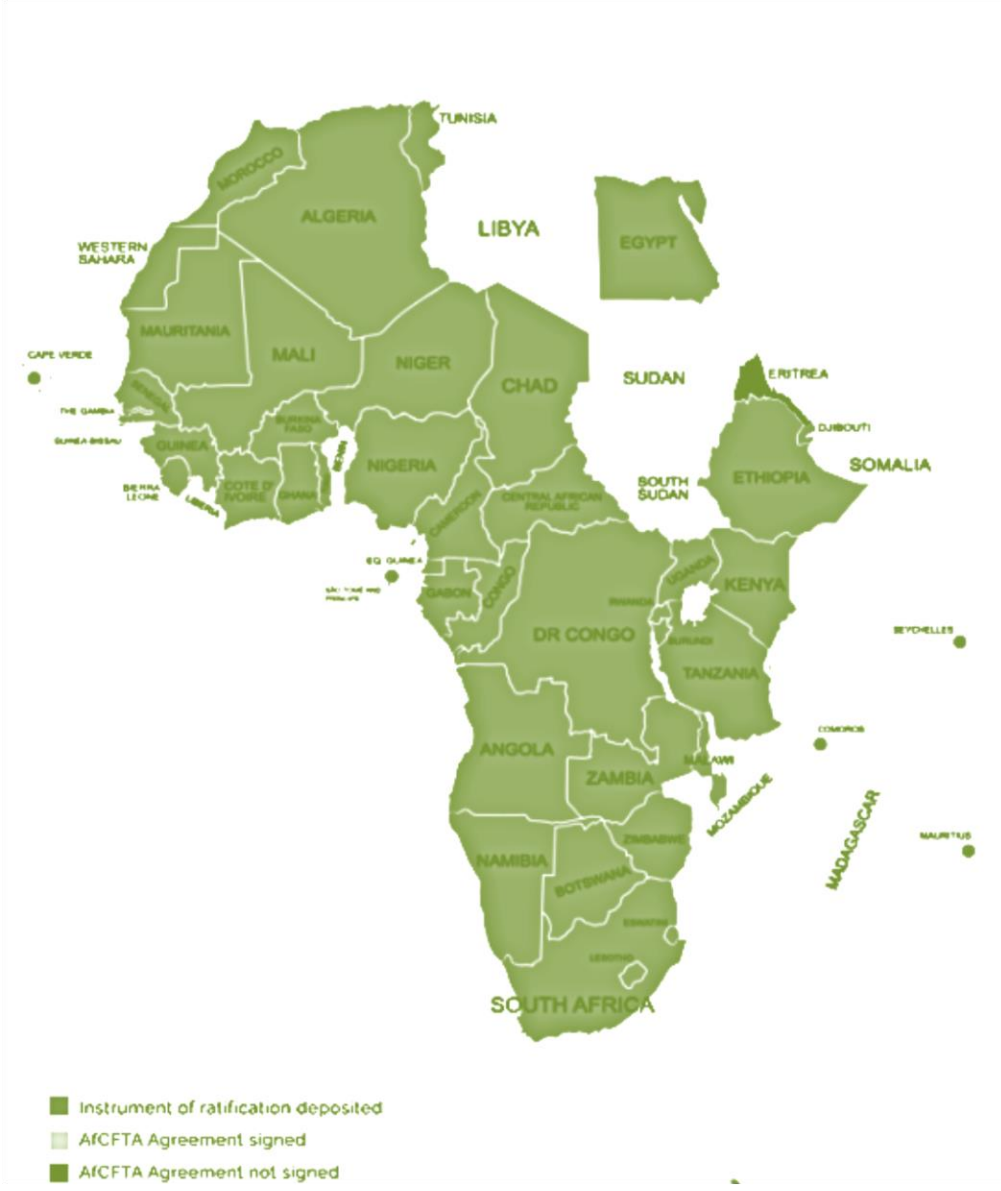 TUNISIA
MOROCCO
ALGERIA
LIBYA
EGYPT
WESTERN
SAHARA
MAURITANIA
MALI
NIGER
CHAD
SUDAN
CAPE VERDE
ERITREA
SENEGAL
THE GAMBIA
BURKINA
FASO
DJIBOUTI
GUINEA BISSAU
GUINEA
BENIN
NIGERIA
SOMALIA
ETHIOPIA
SOUTH
SUDAN
SIERRA
LEONE
COTE D'
IVOIRE
GHANA
LIBERIA
CAMEROON
CENTRAL AFRICAN
REPUBLIC
EQ. GUINEA
SÃO TOMÉ AND
PRINCIPE
GABON
CONGO
UGANDA
KENYA
RWANDA
DR CONGO
BURUNDI
SEYCHELLES
TANZANIA
COMOROS
ANGOLA
MALAWI
ZAMBIA
MOZAMBIQUE
MADAGASCAR
MAURITIUS
ZIMBABWE
NAMIBIA
BOTSWANA
ESWATINI
LESOTHO
SOUTH AFRICA
Instrument of ratification deposited
AfCFTA Agreement signed
AfCFTA Agreement not signed